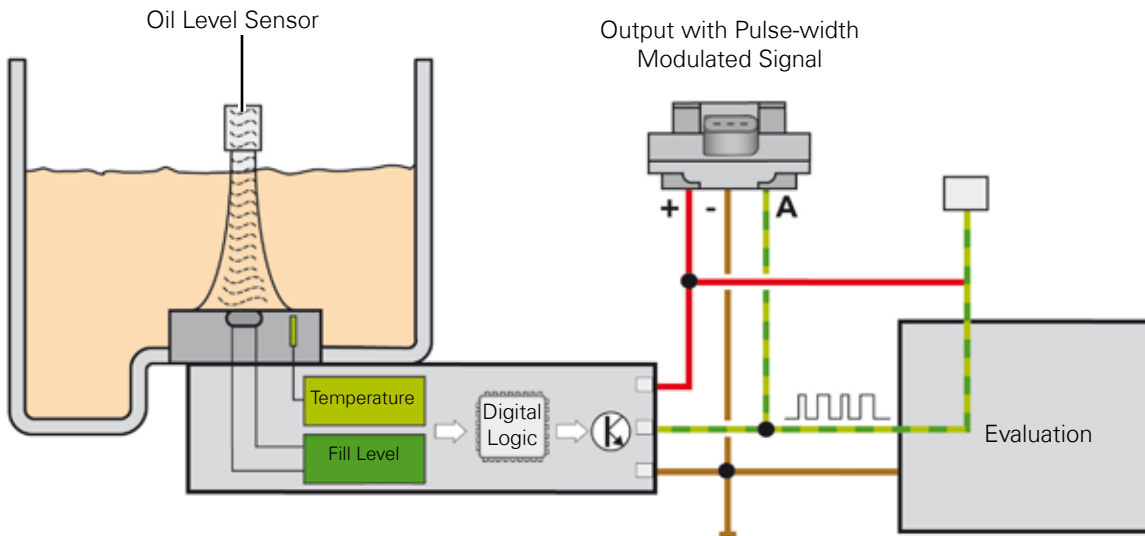 Oil Level Sensor
Output with Pulse-width
Modulated Signal
+ - A
Temperature
Digital
Logic
Fill Level
Evaluation